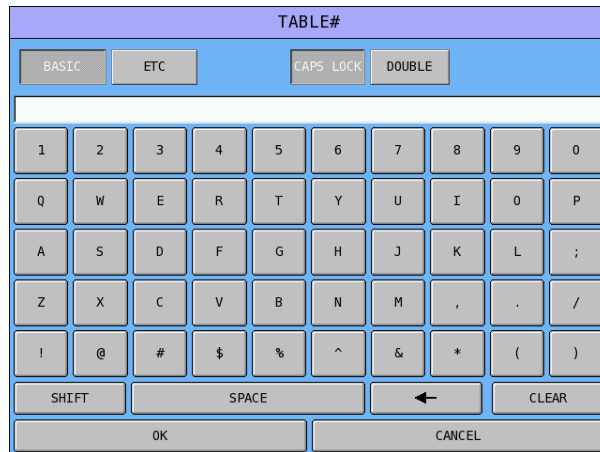 TABLE#
BASIC ETC CAPS LOCK DOUBLE
1 2 3 4 5 6 7 8 9 0
Q W E R T Y U I O P
A S D F G H J K L ;
Z X C V B N M , . /
! @ # $ % ^ & * ( )
SHIFT SPACE ← CLEAR
OK CANCEL